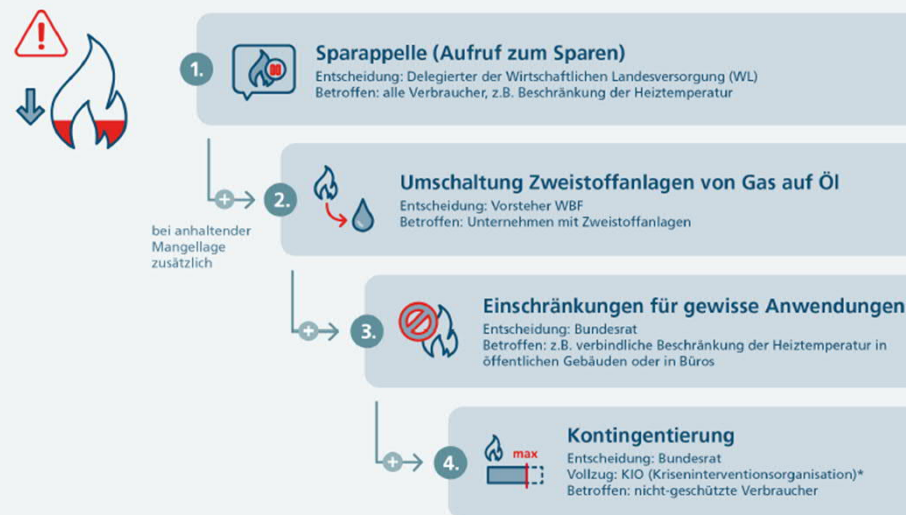 1.
Sparappelle (Aufruf zum Sparen)
Entscheidung: Delegierter der Wirtschaftlichen Landesversorgung (WL)
Betroffen: alle Verbraucher, z.B. Beschränkung der Heiztemperatur
2.
Umschaltung Zweistoffanlagen von Gas auf Öl
Entscheidung: Vorsteher WBF
Betroffen: Unternehmen mit Zweistoffanlagen
bei anhaltender
Mangellage
zusätzlich
3.
Einschränkungen für gewisse Anwendungen
Entscheidung: Bundesrat
Betroffen: z.B. verbindliche Beschränkung der Heiztemperatur in
öffentlichen Gebäuden oder in Büros
4.
max
Kontingentierung
Entscheidung: Bundesrat
Vollzug: KIO (Kriseninterventionsorganisation)*
Betroffen: nicht-geschützte Verbraucher